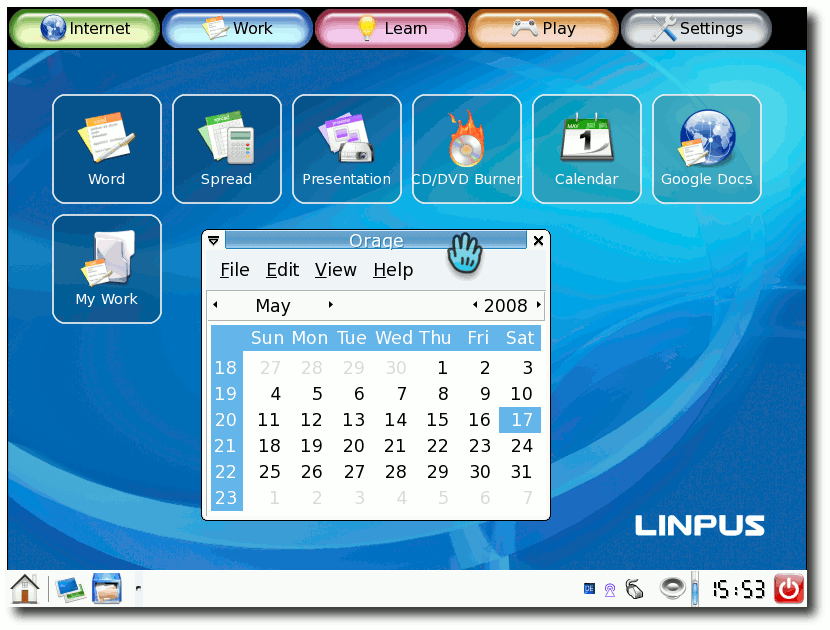 Internet Work Learn Play Settings
Word Spread Presentation CD/DVD Burner Calendar Google Docs
MAY
1
My Work
Orage
File Edit View Help
May 2008
Sun Mon Tue Wed Thu Fri Sat
18 27 28 29 30 1 2 3
19 4 5 6 7 8 9 10
20 11 12 13 14 15 16 17
21 18 19 20 21 22 23 24
22 25 26 27 28 29 30 31
23 1 2 3 4 5 6 7
LINPUS
DE
15:53